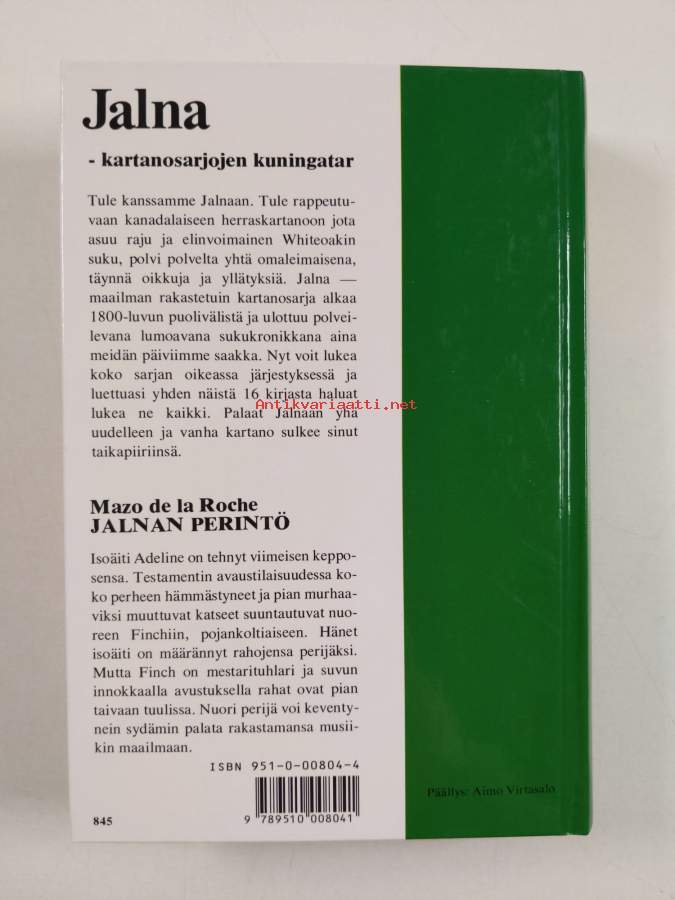 Jalna
- kartanosarjojen kuningatar
Tule kanssamme Jalnaan. Tule rappeutu-
vaan kanadalaiseen herraskartanoon jota
asuu raju ja elinvoimainen Whiteoakin
suku, polvi polvelta yhtä omaleimaisena,
täynnä oikkuja ja yllätyksiä. Jalna —
maailman rakastetuin kartanosarja alkaa
1800-luvun puolivälistä ja ulottuu polvei-
levana lumoavana sukukronikkana aina
meidän päiviimme saakka. Nyt voit lukea
koko sarjan oikeassa järjestyksessä ja
luettuasi yhden näistä 16 kirjasta haluat
lukea ne kaikki. Palaat Jalnaan yhä
Antikvariaatti.net
uudelleen ja vanha kartano sulkee sinut
taikapiiriinsä.
Mazo de la Roche
JALNAN PERINTÖ
Isoäiti Adeline on tehnyt viimeisen keppo-
sensa. Testamentin avaustilaisuudessa ko-
ko perheen hämmästyneet ja pian murhaa-
viksi muuttuvat katseet suuntautuvat nuo-
reen Finchiin, pojankoltiaiseen. Hänet
isoäiti on määrännyt rahojensa perijäksi.
Mutta Finch on mestarituhlari ja suvun
innokkaalla avustuksella rahat ovat pian
taivaan tuulissa. Nuori perijä voi keventy-
nein sydämin palata rakastamansa musii-
kin maailmaan.
ISBN 951-0-00804-4
9 789510 008041
845
Päällys: Aimo Virtasalo